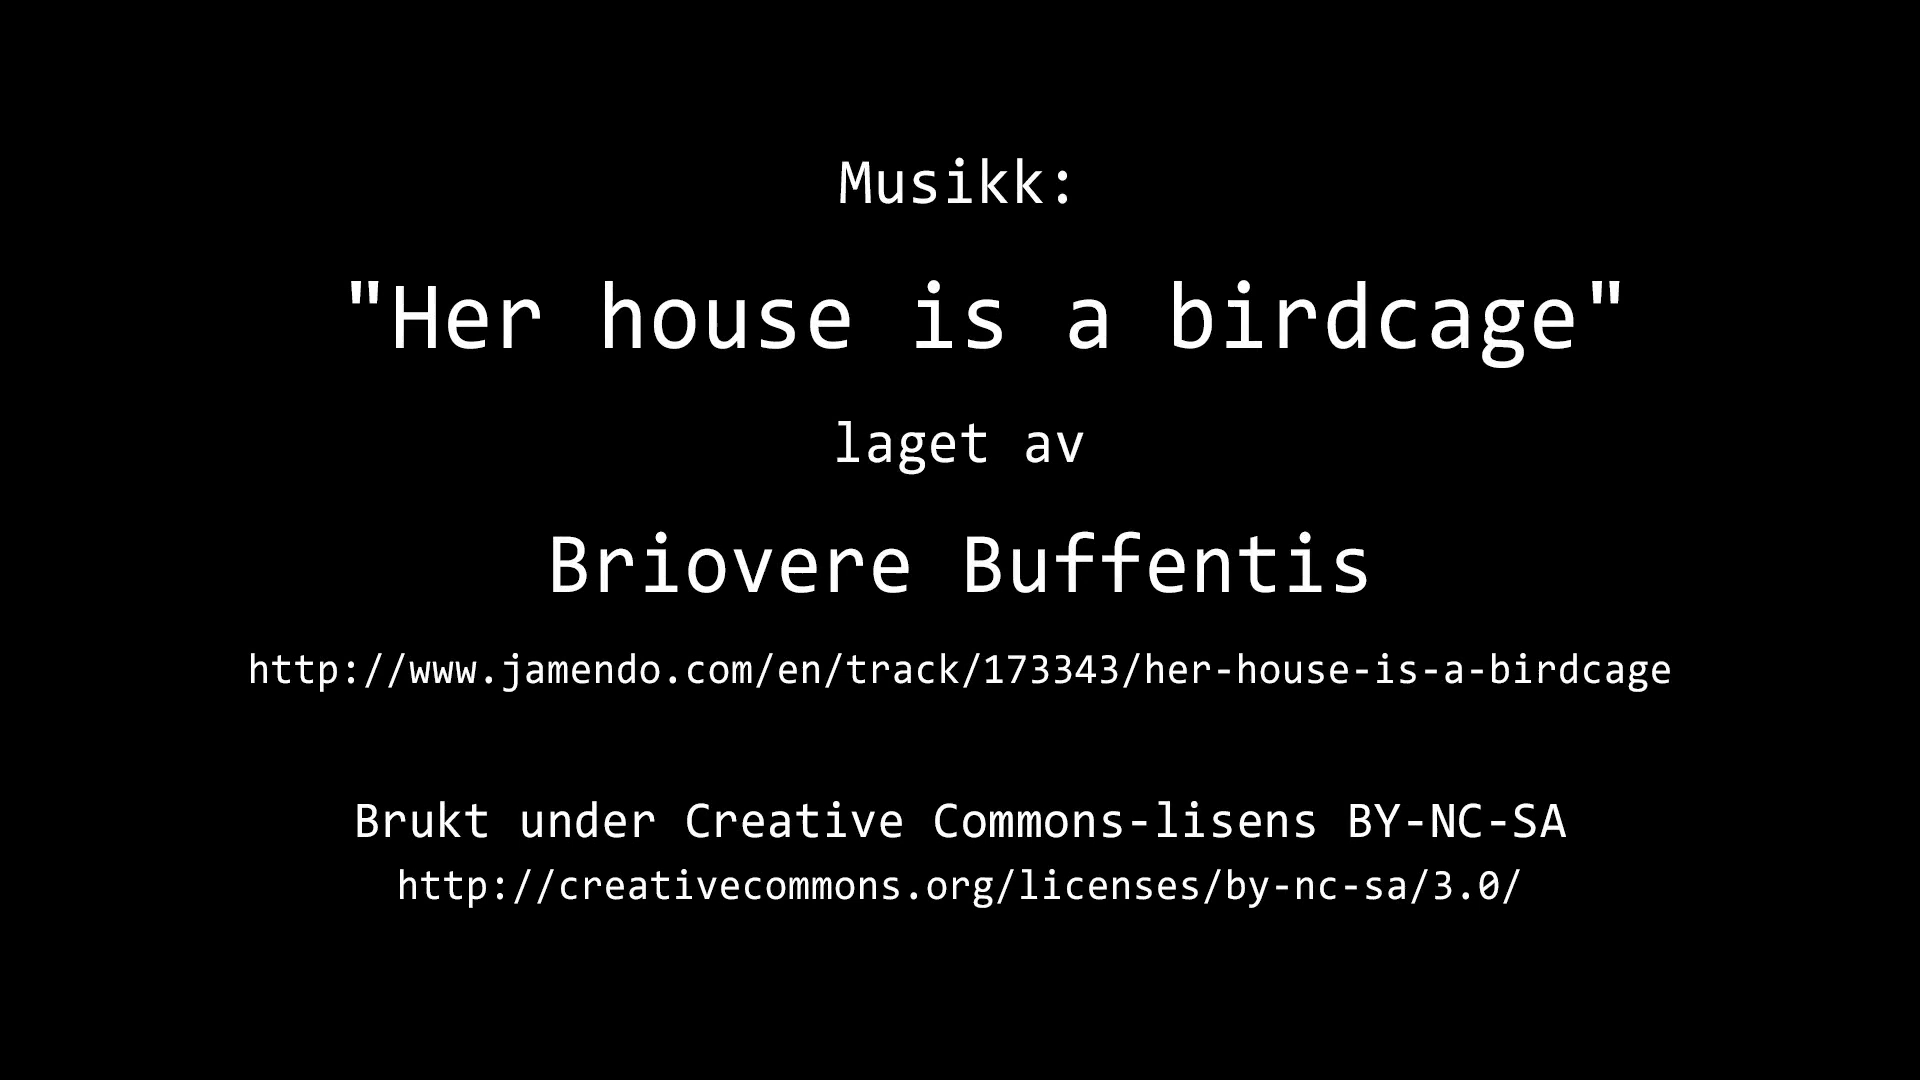 Musikk:
"Her house is a birdcage"
laget av
Briovere Buffentis
http://www.jamendo.com/en/track/173343/her-house-is-a-birdcage
Brukt under Creative Commons-lisens BY-NC-SA
http://creativecommons.org/licenses/by-nc-sa/3.0/